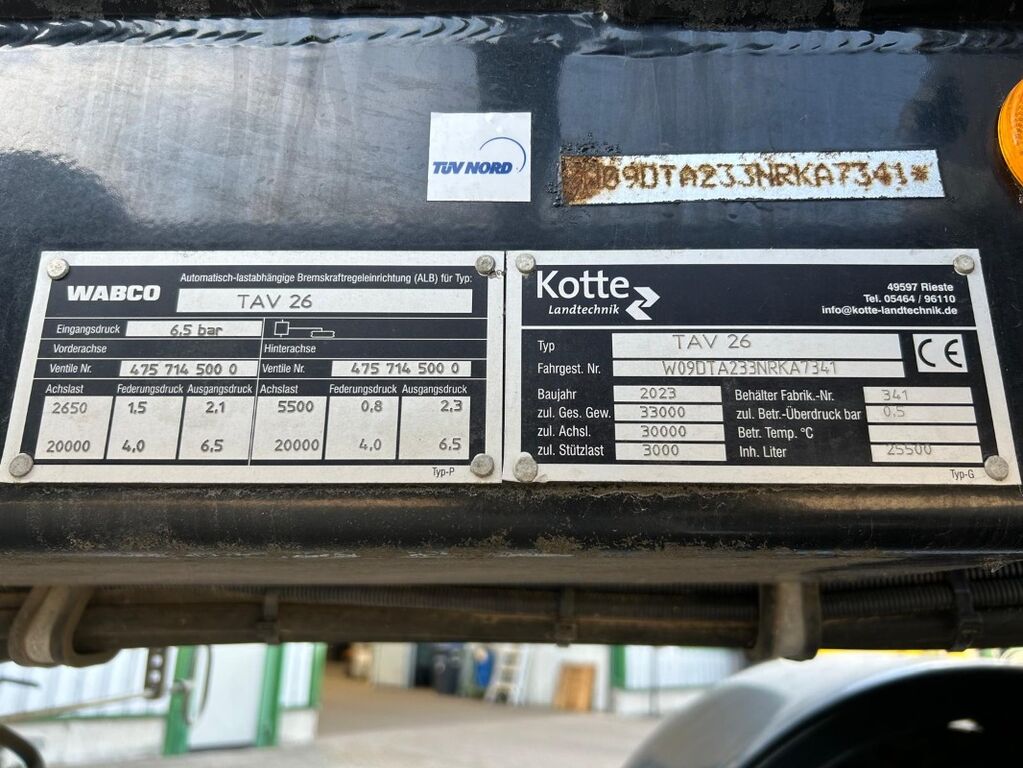 TÜV NORD
W09DTA233NRKA7341*
WABCO
Automatisch-lastabhängige Bremskraftregeleinrichtung (ALB) für Typ:
TAV 26
Eingangsdruck 6,5 bar
Vorderachse Hinterachse
Ventile Nr. 475 714 500 0 Ventile Nr. 475 714 500 0
Achslast Federungsdruck Ausgangsdruck Achslast Federungsdruck Ausgangsdruck
2650 1,5 2,1 5500 0,8 2,3
20000 4,0 6,5 20000 4,0 6,5
Typ-P
Kotte
Landtechnik
49597 Rieste
Tel. 05464 / 96110
info@kotte-landtechnik.de
Typ TAV 26
Fahrgest. Nr. W09DTA233NRKA7341
CE
Baujahr 2023 Behälter Fabrik.-Nr. 341
zul. Ges. Gew. 33000 zul. Betr.-Überdruck bar 0,5
zul. Achsl. 30000 Betr. Temp. °C
zul. Stützlast 3000 Inh. Liter 25500
Typ-G